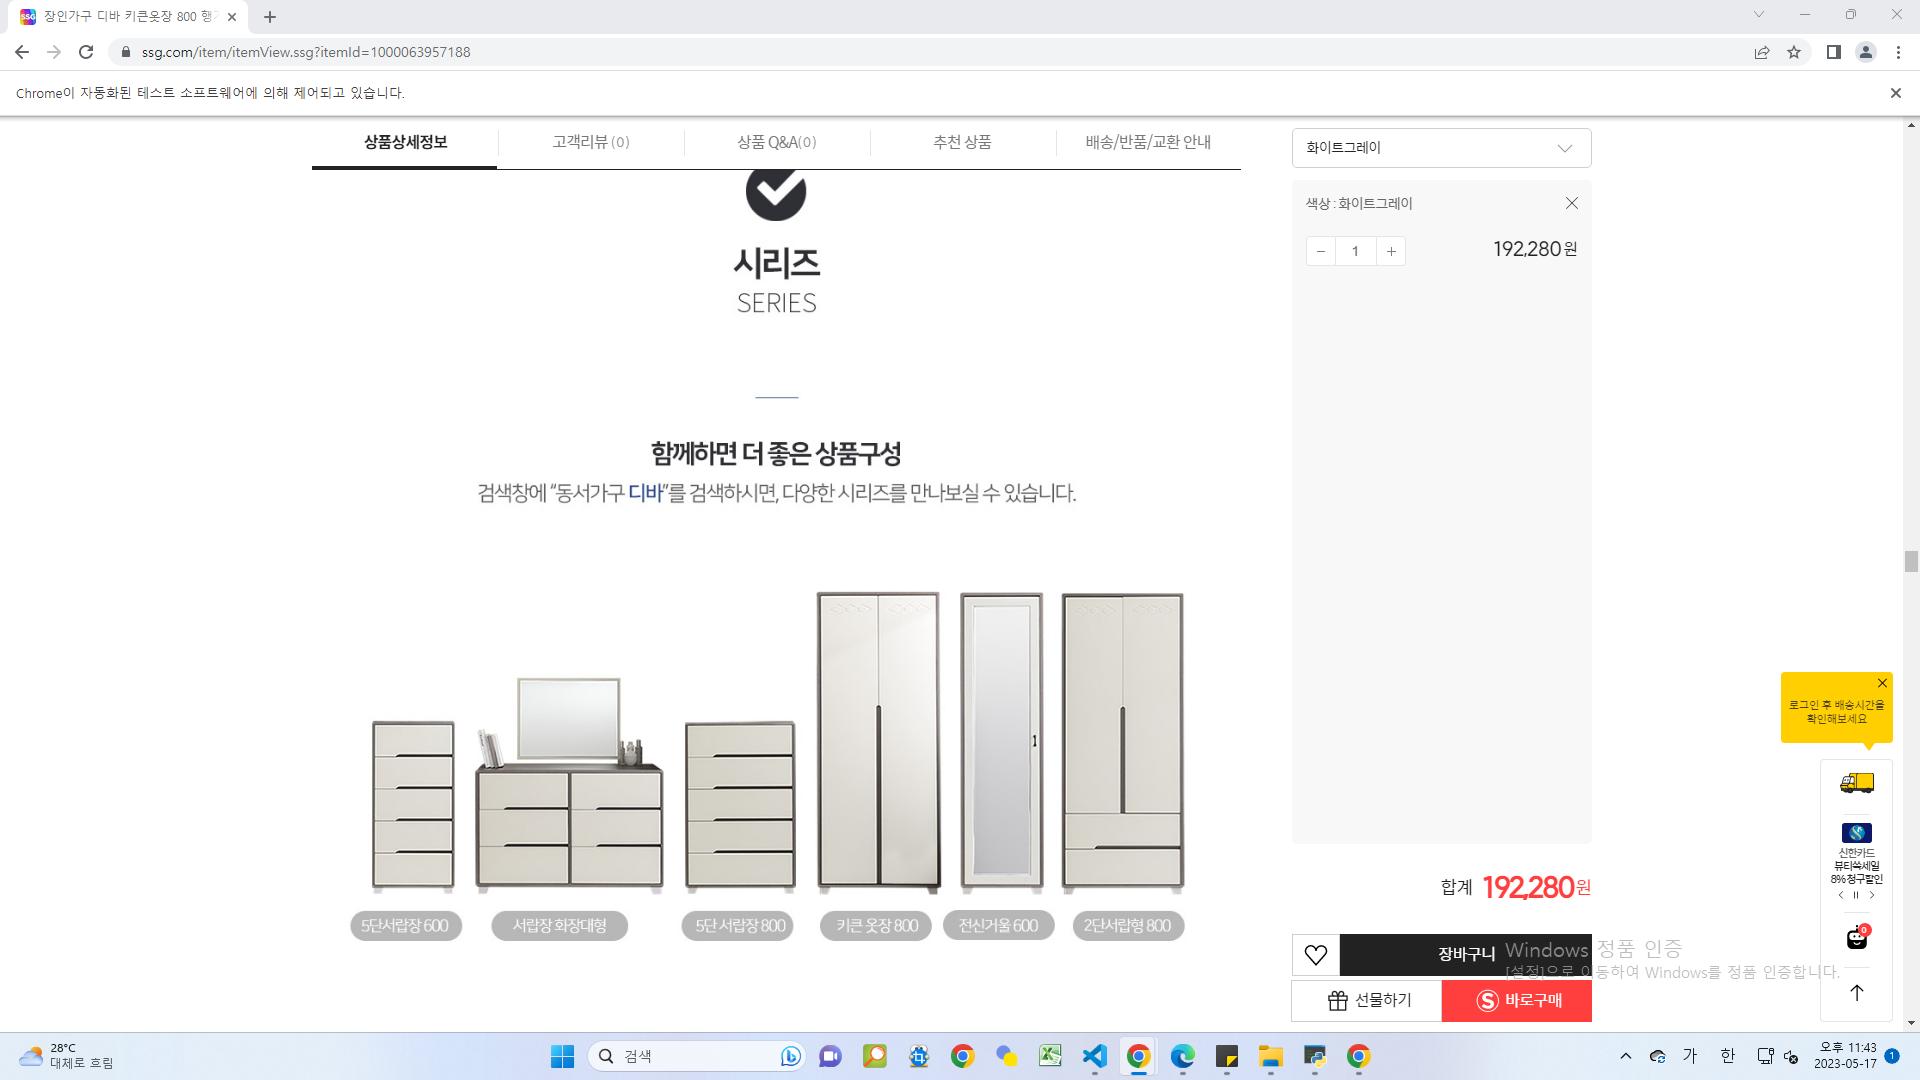 장인가구 디바 키큰옷장 800 행거
ssg.com/item/itemView.ssg?itemId=1000063957188
Chrome이 자동화된 테스트 소프트웨어에 의해 제어되고 있습니다.
상품상세정보
고객리뷰 (0)
상품 Q&A(0)
추천 상품
배송/반품/교환 안내
시리즈
SERIES
함께하면 더 좋은 상품구성
검색창에 “동서가구 디바”를 검색하시면, 다양한 시리즈를 만나보실 수 있습니다.
5단서랍장 600
서랍장 화장대형
5단 서랍장 800
키큰 옷장 800
전신거울 600
2단서랍형 800
화이트그레이
색상 : 화이트그레이
1
192,280원
합계 192,280원
장바구니
선물하기
S 바로구매
Windows 정품 인증
[설정]으로 이동하여 Windows를 정품 인증합니다.
로그인 후 배송시간을
확인해보세요
신한카드
뷰티쓱세일
8% 청구할인
0
28°C
대체로 흐림
검색
가
한
오후 11:43
2023-05-17
1